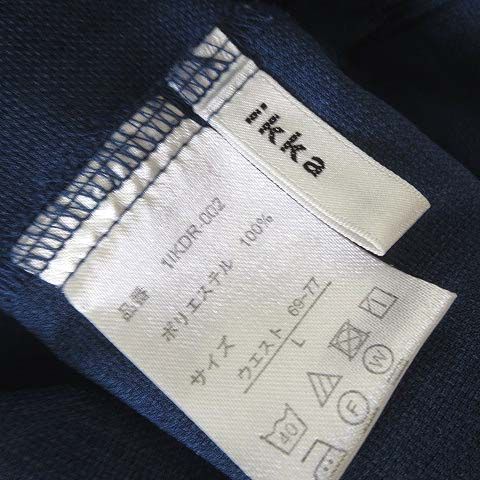 ikka
品番 1IKDR-002
ポリエステル 100%
サイズ
ウエスト 69-77
L
40
W
F